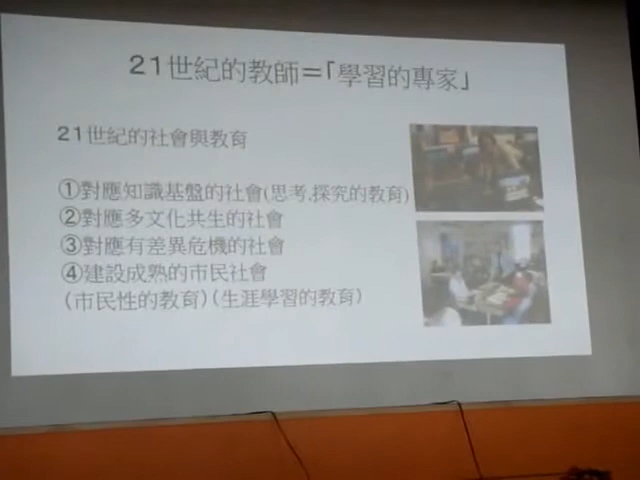 21世紀的教師＝「學習的專家」
21世紀的社會與教育
①對應知識基盤的社會(思考,探究的教育)
②對應多文化共生的社會
③對應有差異危機的社會
④建設成熟的市民社會
(市民性的教育)(生涯學習的教育)